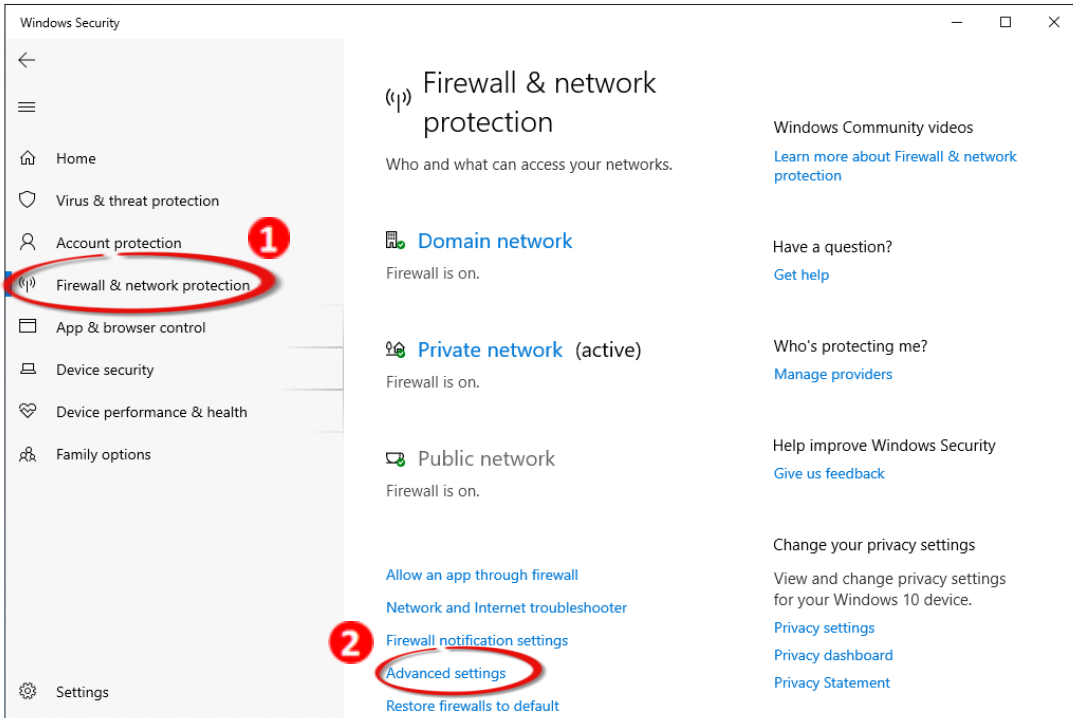 Windows Security
Home
Virus & threat protection
Account protection
1
Firewall & network protection
App & browser control
Device security
Device performance & health
Family options
Settings
Firewall & network
protection
Who and what can access your networks.
Domain network
Firewall is on.
Private network (active)
Firewall is on.
Public network
Firewall is on.
Allow an app through firewall
Network and Internet troubleshooter
Firewall notification settings
2
Advanced settings
Restore firewalls to default
Windows Community videos
Learn more about Firewall & network
protection
Have a question?
Get help
Who's protecting me?
Manage providers
Help improve Windows Security
Give us feedback
Change your privacy settings
View and change privacy settings
for your Windows 10 device.
Privacy settings
Privacy dashboard
Privacy Statement